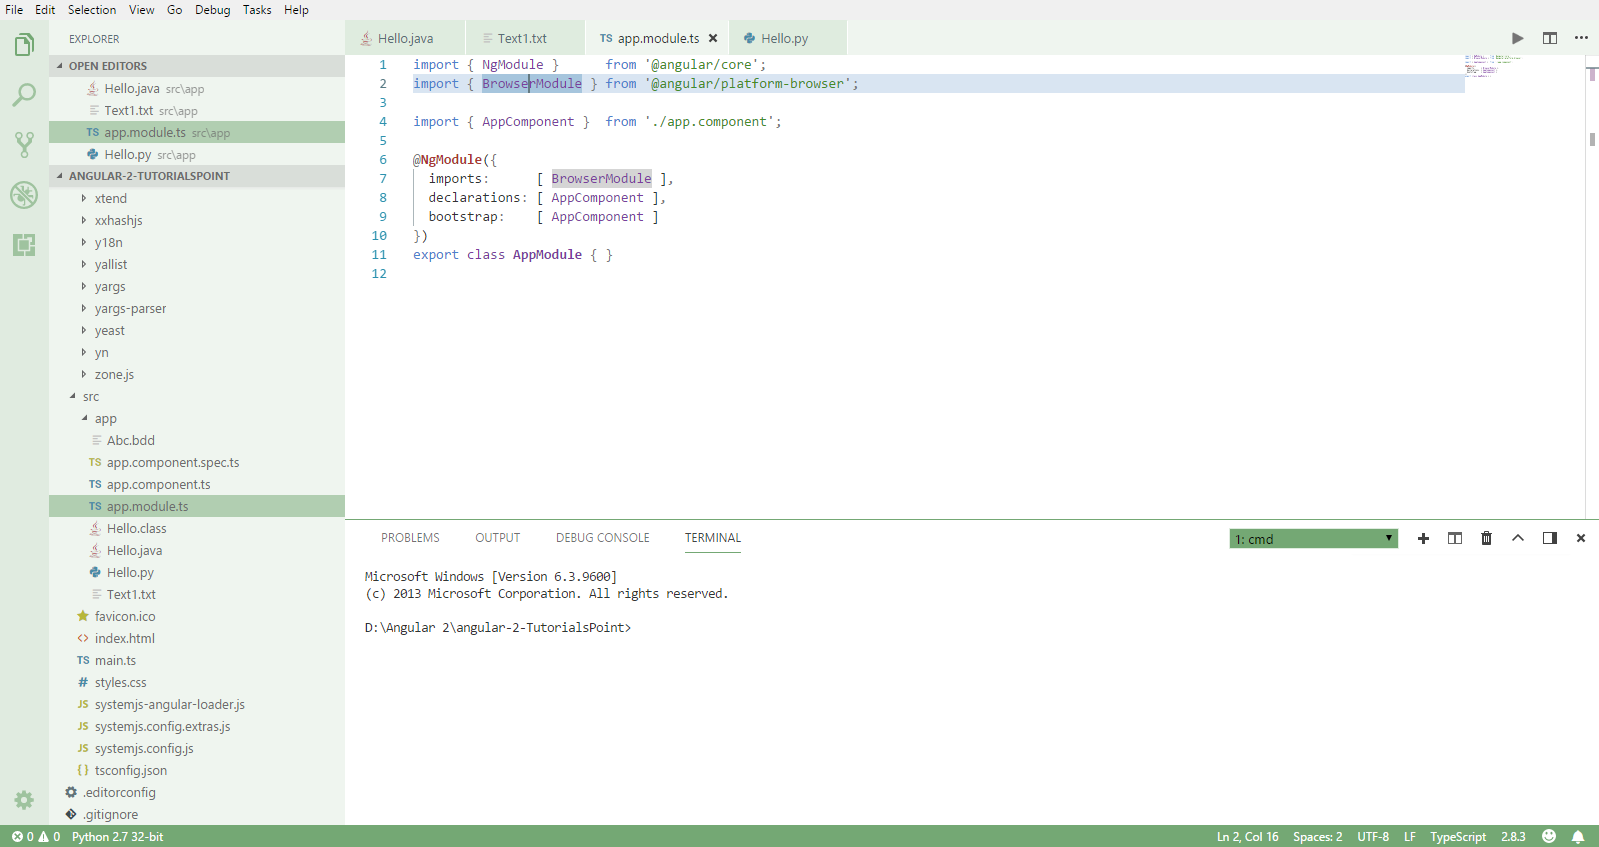 File Edit Selection View Go Debug Tasks Help
EXPLORER
OPEN EDITORS
Hello.java src\app
Text1.txt src\app
TS app.module.ts src\app
Hello.py src\app
ANGULAR-2-TUTORIALSPOINT
xtend
xxhashjs
y18n
yallist
yargs
yargs-parser
yeast
yn
zone.js
src
app
Abc.bdd
TS app.component.spec.ts
TS app.component.ts
TS app.module.ts
Hello.class
Hello.java
Hello.py
Text1.txt
favicon.ico
<> index.html
TS main.ts
# styles.css
JS systemjs-angular-loader.js
JS systemjs.config.extras.js
JS systemjs.config.js
{} tsconfig.json
.editorconfig
.gitignore
Hello.java Text1.txt TS app.module.ts Hello.py
1 import { NgModule }      from '@angular/core';
2 import { BrowserModule } from '@angular/platform-browser';
3
4 import { AppComponent }  from './app.component';
5
6 @NgModule({
7   imports:      [ BrowserModule ],
8   declarations: [ AppComponent ],
9   bootstrap:    [ AppComponent ]
10 })
11 export class AppModule { }
12
PROBLEMS OUTPUT DEBUG CONSOLE TERMINAL 1: cmd
Microsoft Windows [Version 6.3.9600]
(c) 2013 Microsoft Corporation. All rights reserved.
D:\Angular 2\angular-2-TutorialsPoint>
0 0 Python 2.7 32-bit Ln 2, Col 16 Spaces: 2 UTF-8 LF TypeScript 2.8.3